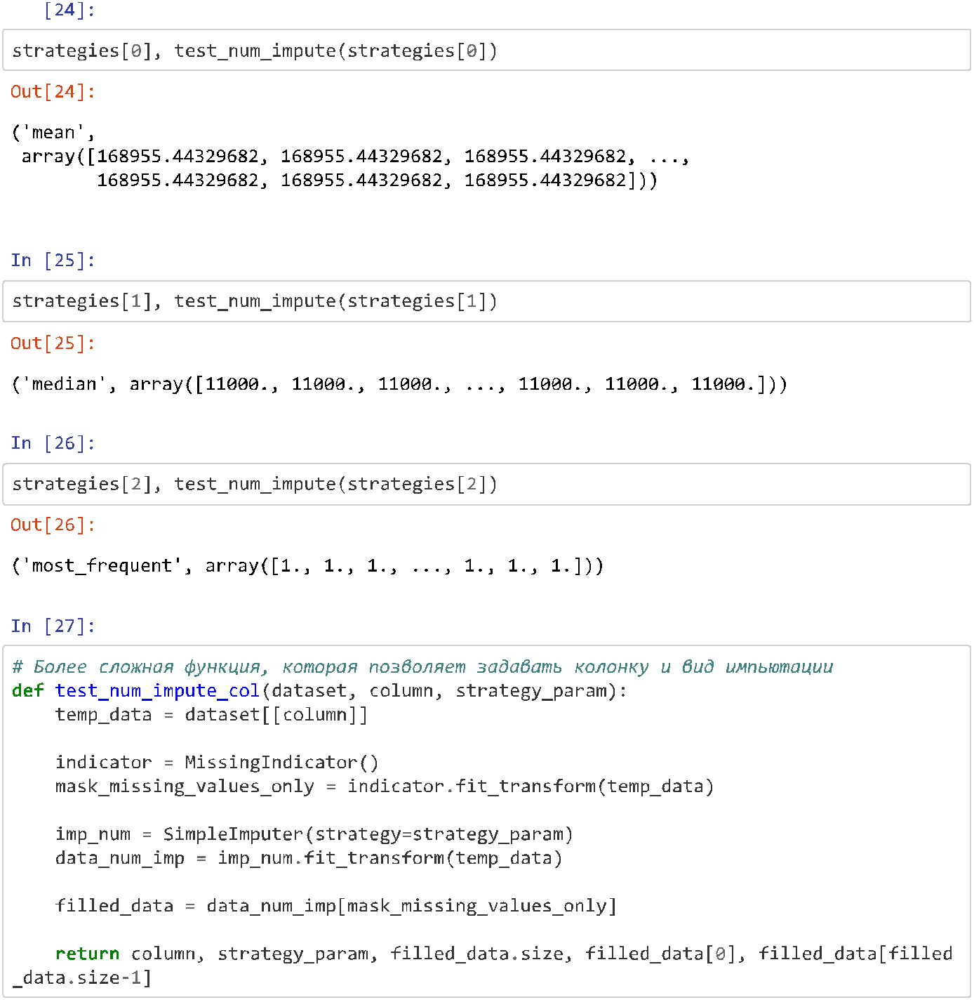 [24]:
strategies[0], test_num_impute(strategies[0])
Out[24]:
('mean',
 array([168955.44329682, 168955.44329682, 168955.44329682, ...,
        168955.44329682, 168955.44329682, 168955.44329682]))
In [25]:
strategies[1], test_num_impute(strategies[1])
Out[25]:
('median', array([11000., 11000., 11000., ..., 11000., 11000., 11000.]))
In [26]:
strategies[2], test_num_impute(strategies[2])
Out[26]:
('most_frequent', array([1., 1., 1., ..., 1., 1., 1.]))
In [27]:
# Более сложная функция, которая позволяет задавать колонку и вид импьютации
def test_num_impute_col(dataset, column, strategy_param):
    temp_data = dataset[[column]]
    indicator = MissingIndicator()
    mask_missing_values_only = indicator.fit_transform(temp_data)
    imp_num = SimpleImputer(strategy=strategy_param)
    data_num_imp = imp_num.fit_transform(temp_data)
    filled_data = data_num_imp[mask_missing_values_only]
    return column, strategy_param, filled_data.size, filled_data[0], filled_data[filled
_data.size-1]